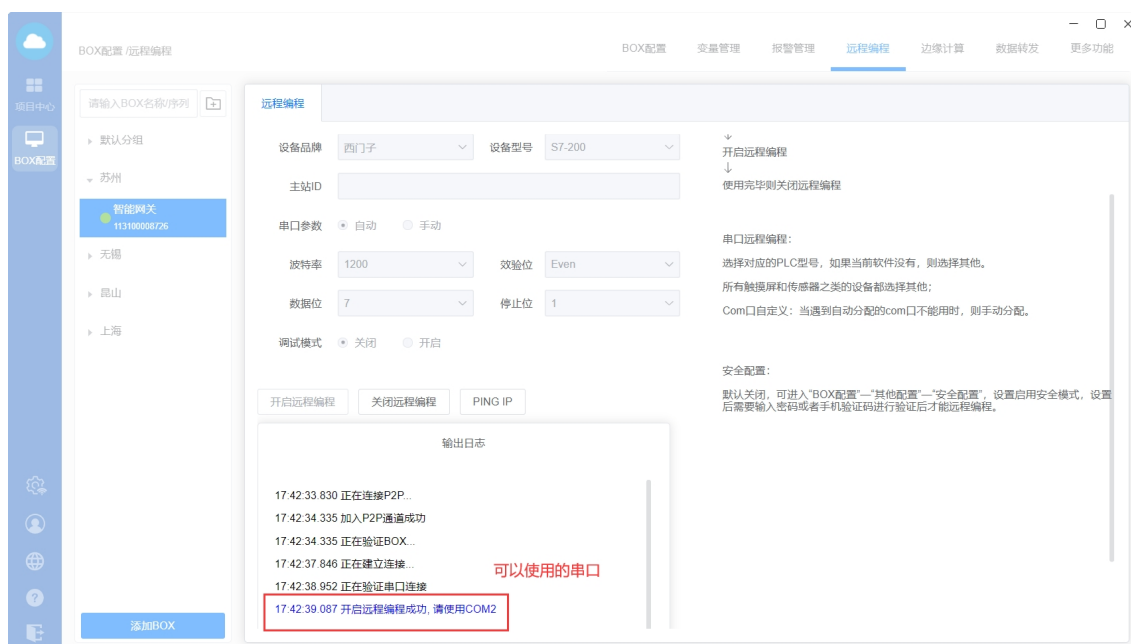 BOX配置 /远程编程
BOX配置 变量管理 报警管理 远程编程 边缘计算 数据转发 更多功能
项目中心
BOX配置
请输入BOX名称/序列
默认分组
苏州
智能网关
113100008726
无锡
昆山
上海
添加BOX
远程编程
设备品牌 西门子 设备型号 S7-200
主站ID
串口参数 自动 手动
波特率 1200 效验位 Even
数据位 7 停止位 1
调试模式 关闭 开启
开启远程编程 关闭远程编程 PING IP
输出日志
17:42:33.830 正在连接P2P...
17:42:34.335 加入P2P通道成功
17:42:34.335 正在验证BOX...
17:42:37.846 正在建立连接...
17:42:38.952 正在验证串口连接
17:42:39.087 开启远程编程成功, 请使用COM2
可以使用的串口
↓
开启远程编程
↓
使用完毕则关闭远程编程
串口远程编程：
选择对应的PLC型号，如果当前软件没有，则选择其他。
所有触摸屏和传感器之类的设备都选择其他；
Com口自定义：当遇到自动分配的com口不能用时，则手动分配。
安全配置：
默认关闭，可进入“BOX配置”—“其他配置”—“安全配置”，设置启用安全模式，设置
后需要输入密码或者手机验证码进行验证后才能远程编程。